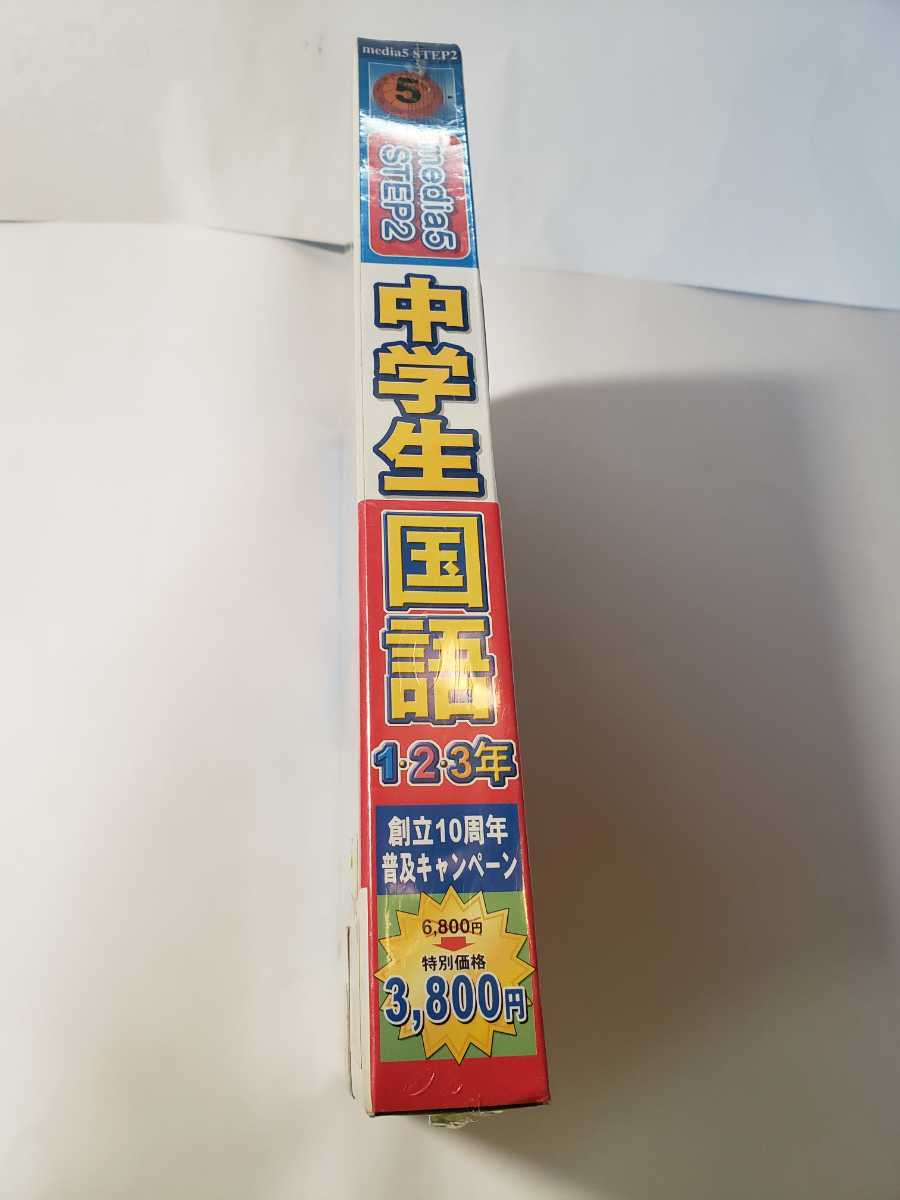 media5 STEP2
5
media5
STEP2
中学生
国語
1・2・3年
創立10周年
普及キャンペーン
6,800円
特別価格
3,800円